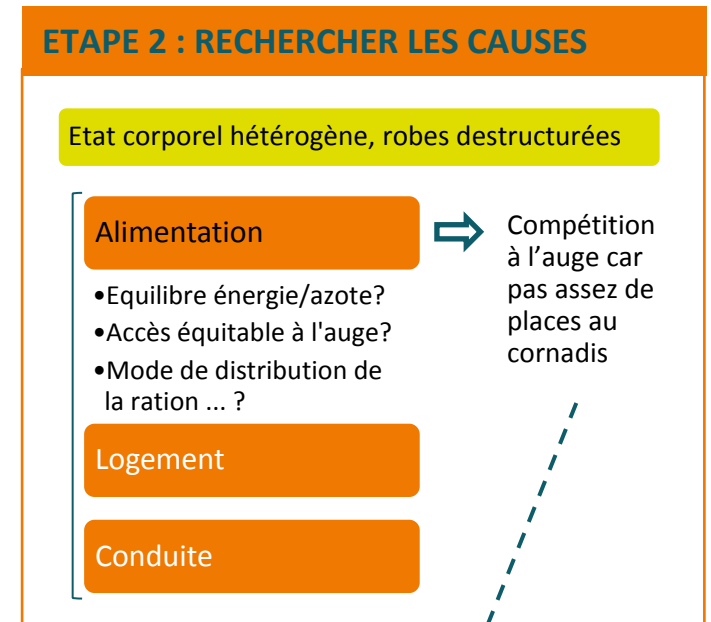 ETAPE 2 : RECHERCHER LES CAUSES
Etat corporel hétérogène, robes destructurées
Alimentation
•Equilibre énergie/azote?
•Accès équitable à l'auge?
•Mode de distribution de
la ration ... ?
Compétition
à l’auge car
pas assez de
places au
cornadis
Logement
Conduite